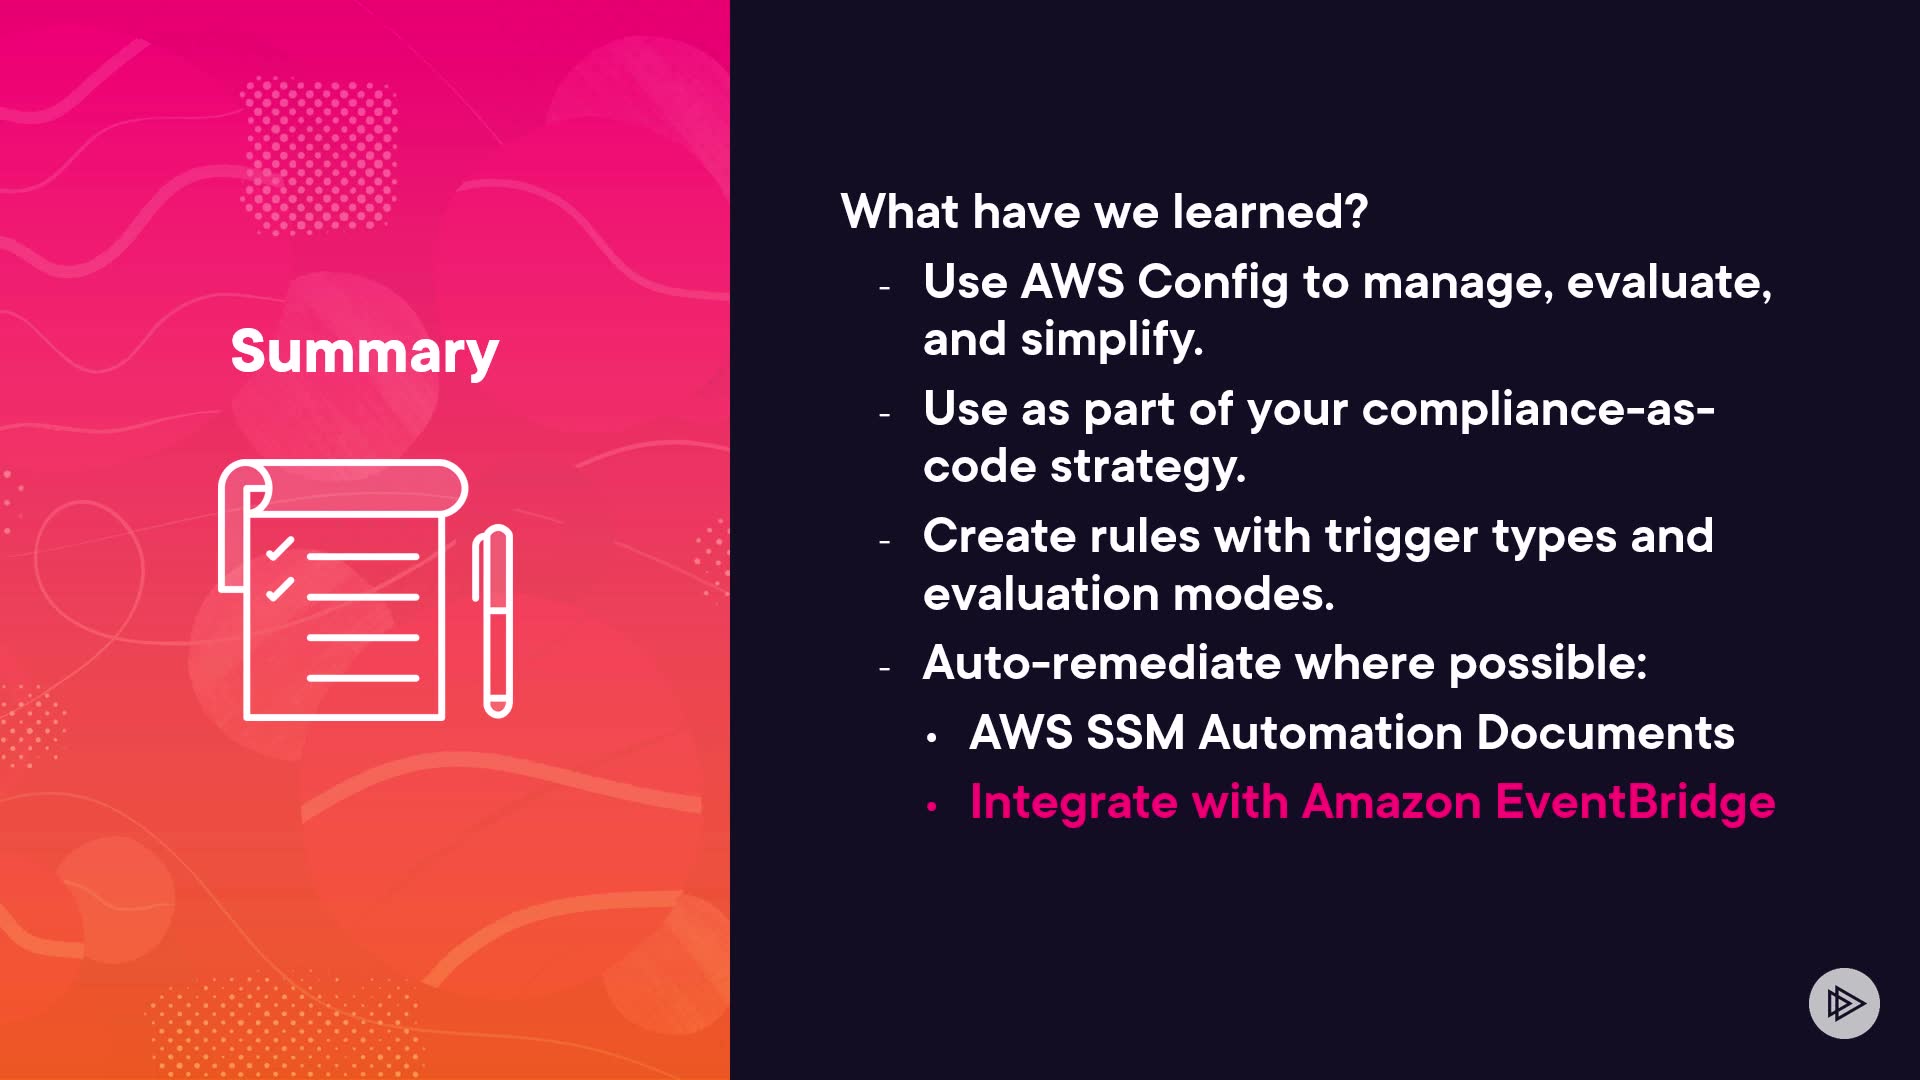 Summary
What have we learned?
- Use AWS Config to manage, evaluate,
and simplify.
- Use as part of your compliance-as-
code strategy.
- Create rules with trigger types and
evaluation modes.
- Auto-remediate where possible:
• AWS SSM Automation Documents
• Integrate with Amazon EventBridge